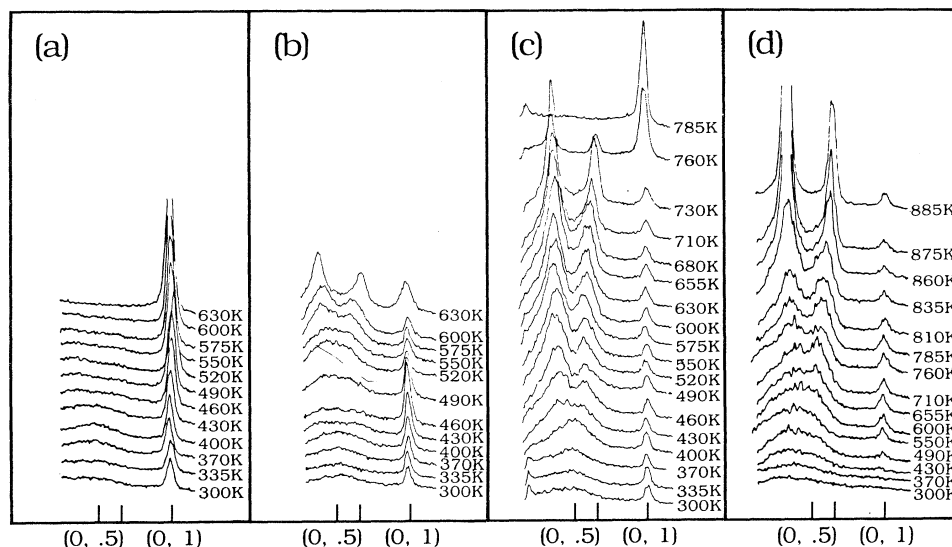 (a)
630K
600K
575K
550K
520K
490K
460K
430K
400K
370K
335K
300K
(0, .5) (0, 1)
(b)
630K
600K
575K
550K
520K
490K
460K
430K
400K
370K
335K
300K
(0, .5) (0, 1)
(c)
785K
760K
730K
710K
680K
655K
630K
600K
575K
550K
520K
490K
460K
430K
400K
370K
335K
300K
(0, .5) (0, 1)
(d)
885K
875K
860K
835K
810K
785K
760K
710K
655K
600K
550K
490K
430K
370K
300K
(0, .5) (0, 1)